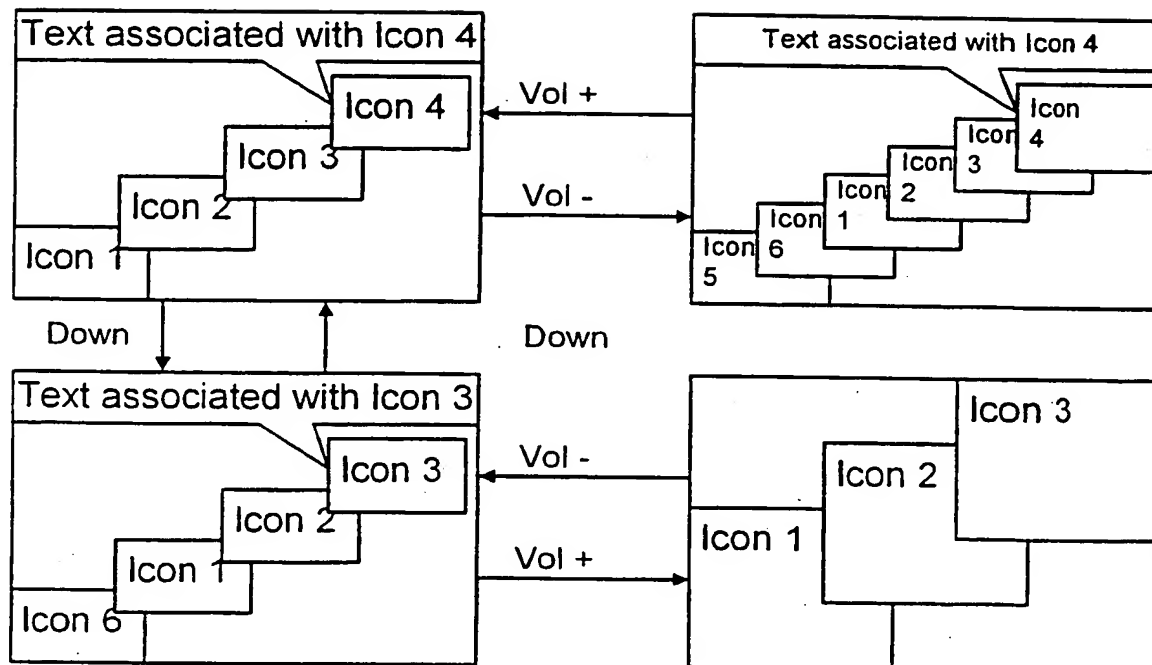 Text associated with Icon 4
Icon 4
Icon 3
Icon 2
Icon 1
Vol +
Vol -
Text associated with Icon 4
Icon
4
Icon
3
Icon
2
Icon
1
Icon
6
Icon
5
Down
Down
Text associated with Icon 3
Icon 3
Icon 2
Icon 1
Icon 6
Vol -
Vol +
Icon 3
Icon 2
Icon 1